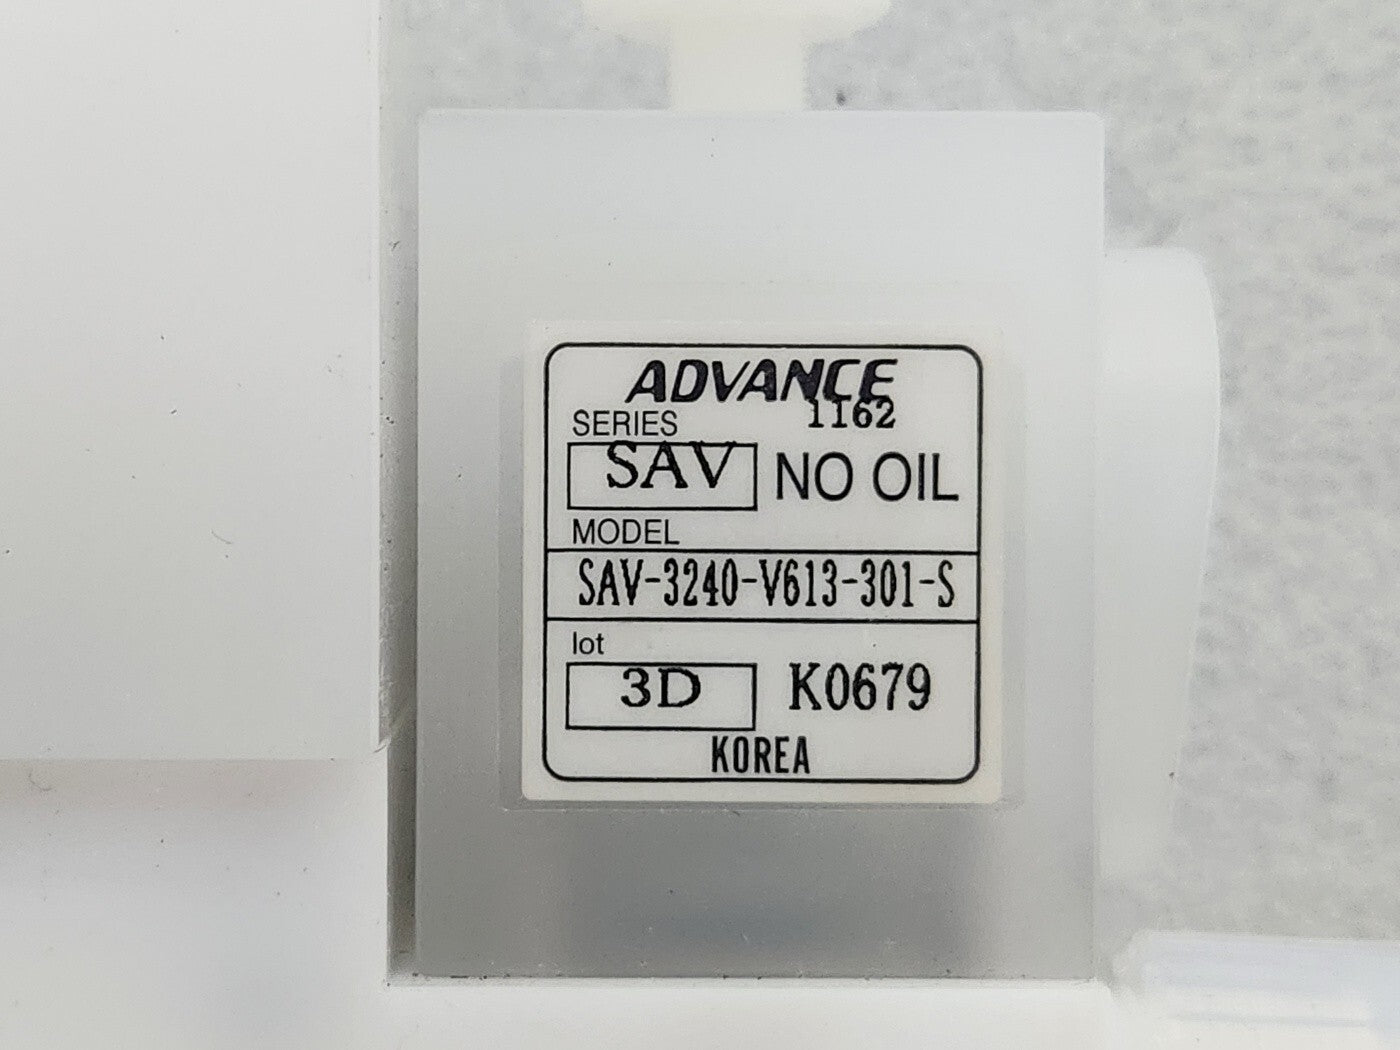 ADVANCE
1162
SERIES
SAV NO OIL
MODEL
SAV-3240-V613-301-S
lot
3D K0679
KOREA